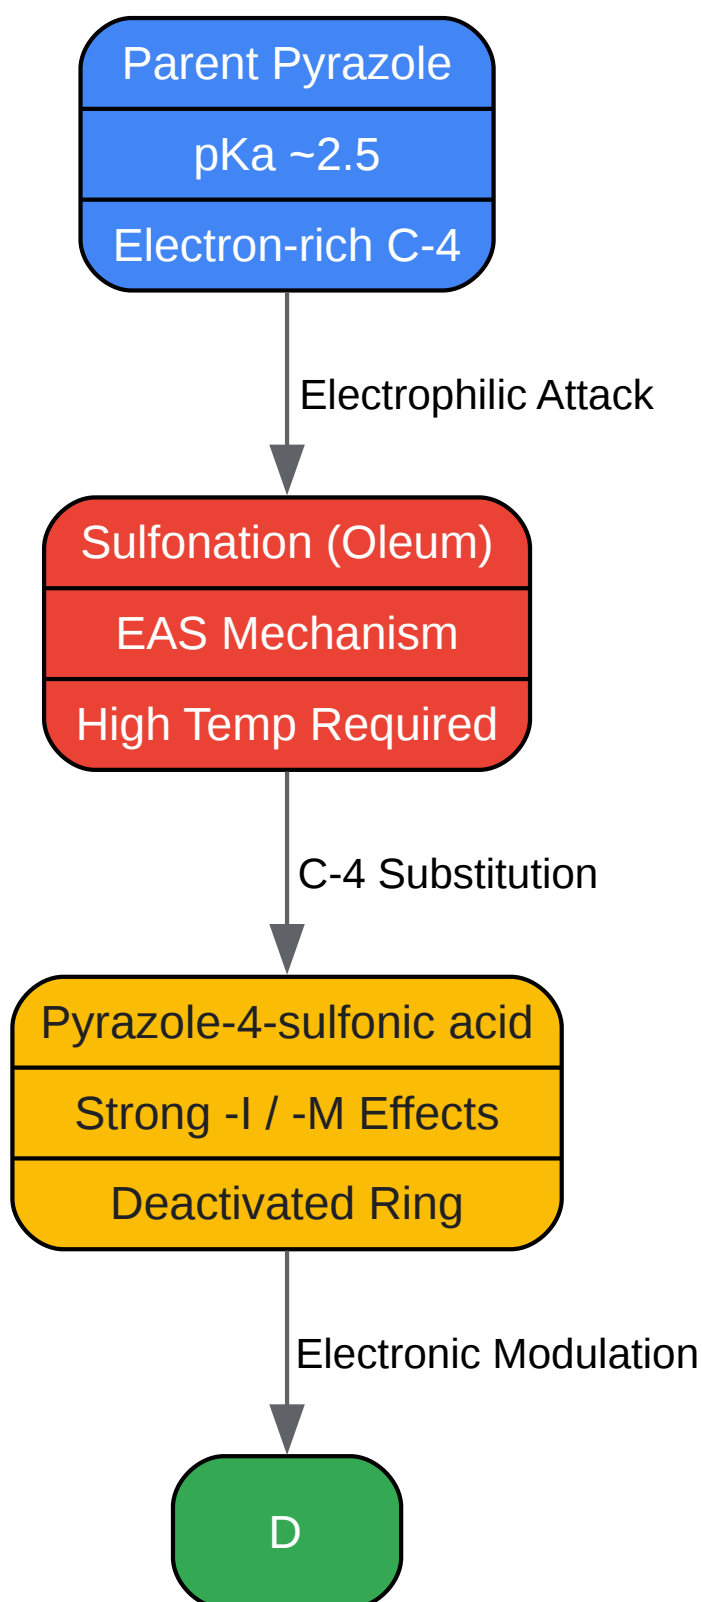 Parent Pyrazole
pKa ~2.5
Electron-rich C-4
Electrophilic Attack
Sulfonation (Oleum)
EAS Mechanism
High Temp Required
C-4 Substitution
Pyrazole-4-sulfonic acid
Strong -I / -M Effects
Deactivated Ring
Electronic Modulation
D